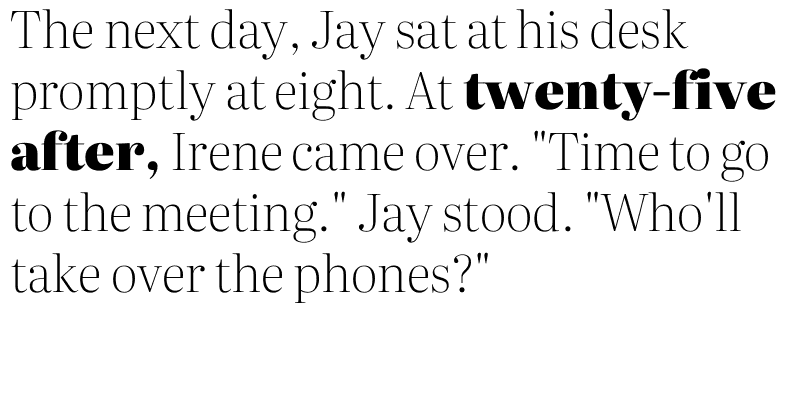 The next day, Jay sat at his desk
promptly at eight. At twenty-five
after, Irene came over. "Time to go
to the meeting." Jay stood. "Who'll
take over the phones?"